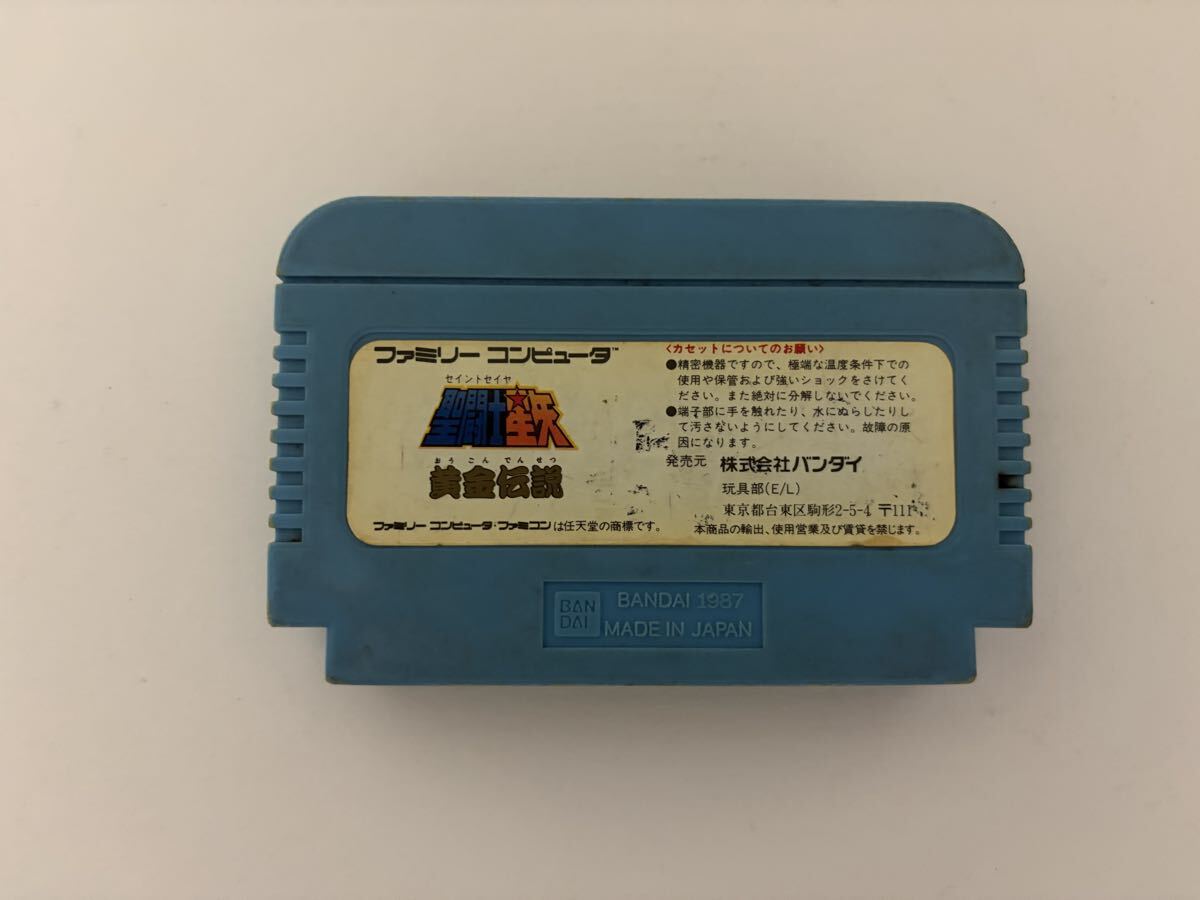 ファミリー コンピュータ™
セイントセイヤ
聖闘士星矢
おうごんでんせつ
黄金伝説
ファミリー コンピュータ・ファミコンは任天堂の商標です。
〈カセットについてのお願い〉
●精密機器ですので、極端な温度条件下での
使用や保管および強いショックをさけてく
ださい。また絶対に分解しないでください。
●端子部に手を触れたり、水にぬらしたりし
て汚さないようにしてください。故障の原
因になります。
発売元 株式会社バンダイ
玩具部(E/L)
東京都台東区駒形2-5-4 〒11
本商品の輸出、使用営業及び賃貸を禁じます。
BAN
DAI
BANDAI 1987
MADE IN JAPAN